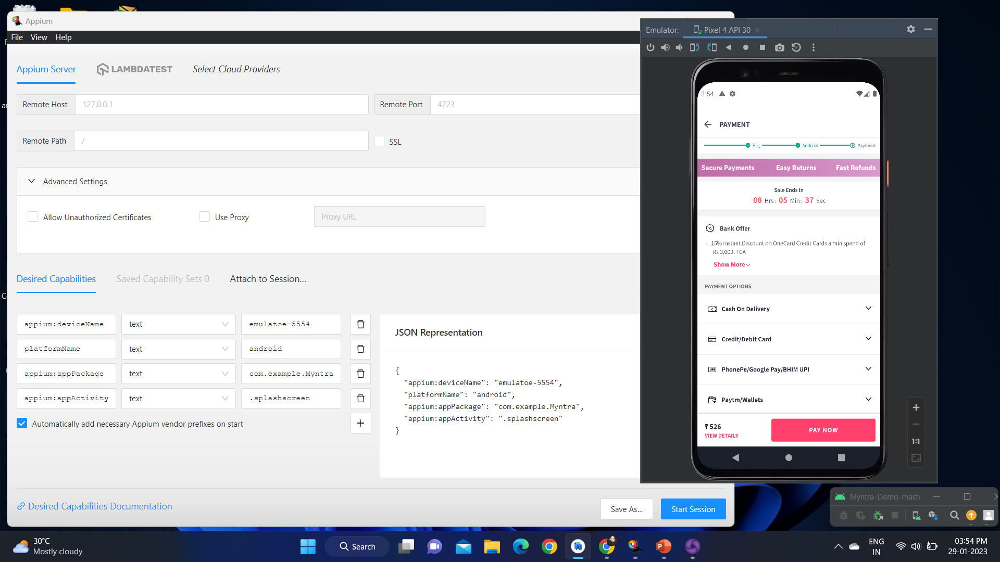 Appium
File View Help
Appium Server
LAMBDATEST
Select Cloud Providers
Remote Host 127.0.0.1
Remote Port 4723
Remote Path /
SSL
Advanced Settings
Allow Unauthorized Certificates
Use Proxy
Proxy URL
Desired Capabilities
Saved Capability Sets 0
Attach to Session...
appium:deviceName text emulatoe-5554
platformName text android
appium:appPackage text com.example.Myntra
appium:appActivity text .splashscreen
Automatically add necessary Appium vendor prefixes on start
JSON Representation
{
"appium:deviceName": "emulatoe-5554",
"platformName": "android",
"appium:appPackage": "com.example.Myntra",
"appium:appActivity": ".splashscreen"
}
Desired Capabilities Documentation
Save As...
Start Session
Emulator: Pixel 4 API 30
3:54
PAYMENT
Bag Address Payment
Secure Payments Easy Returns Fast Refunds
Sale Ends In
08 Hrs : 05 Min : 37 Sec
Bank Offer
15% Instant Discount on OneCard Credit Cards a min spend of
Rs 3,000. TCA
Show More
PAYMENT OPTIONS
Cash On Delivery
Credit/Debit Card
UPI PhonePe/Google Pay/BHIM UPI
Paytm/Wallets
₹526
VIEW DETAILS
PAY NOW
1:1
Myntra-Demo-maste
30°C
Mostly cloudy
Search
ENG
IN
03:54 PM
29-01-2023